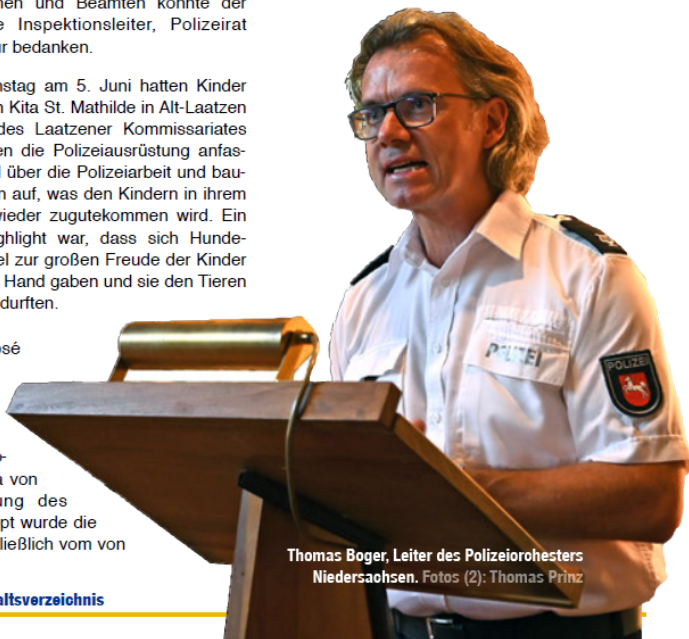 nen und Beamten konnte der
e Inspektionsleiter, Polizeirat
ür bedanken.
nstag am 5. Juni hatten Kinder
n Kita St. Mathilde in Alt-Laatzen
des Laatzener Kommissariates
en die Polizeiausrüstung anfas-
l über die Polizeiarbeit und bau-
m auf, was den Kindern in ihrem
wieder zugutekommen wird. Ein
ghlight war, dass sich Hunde-
el zur großen Freude der Kinder
Hand gaben und sie den Tieren
durften.
osé
-
a von
ung des
pt wurde die
ließlich vom von
altsverzeichnis
POLIZEI
POLIZEI
Thomas Boger, Leiter des Polizeiorchesters
Niedersachsen. Fotos (2): Thomas Prinz